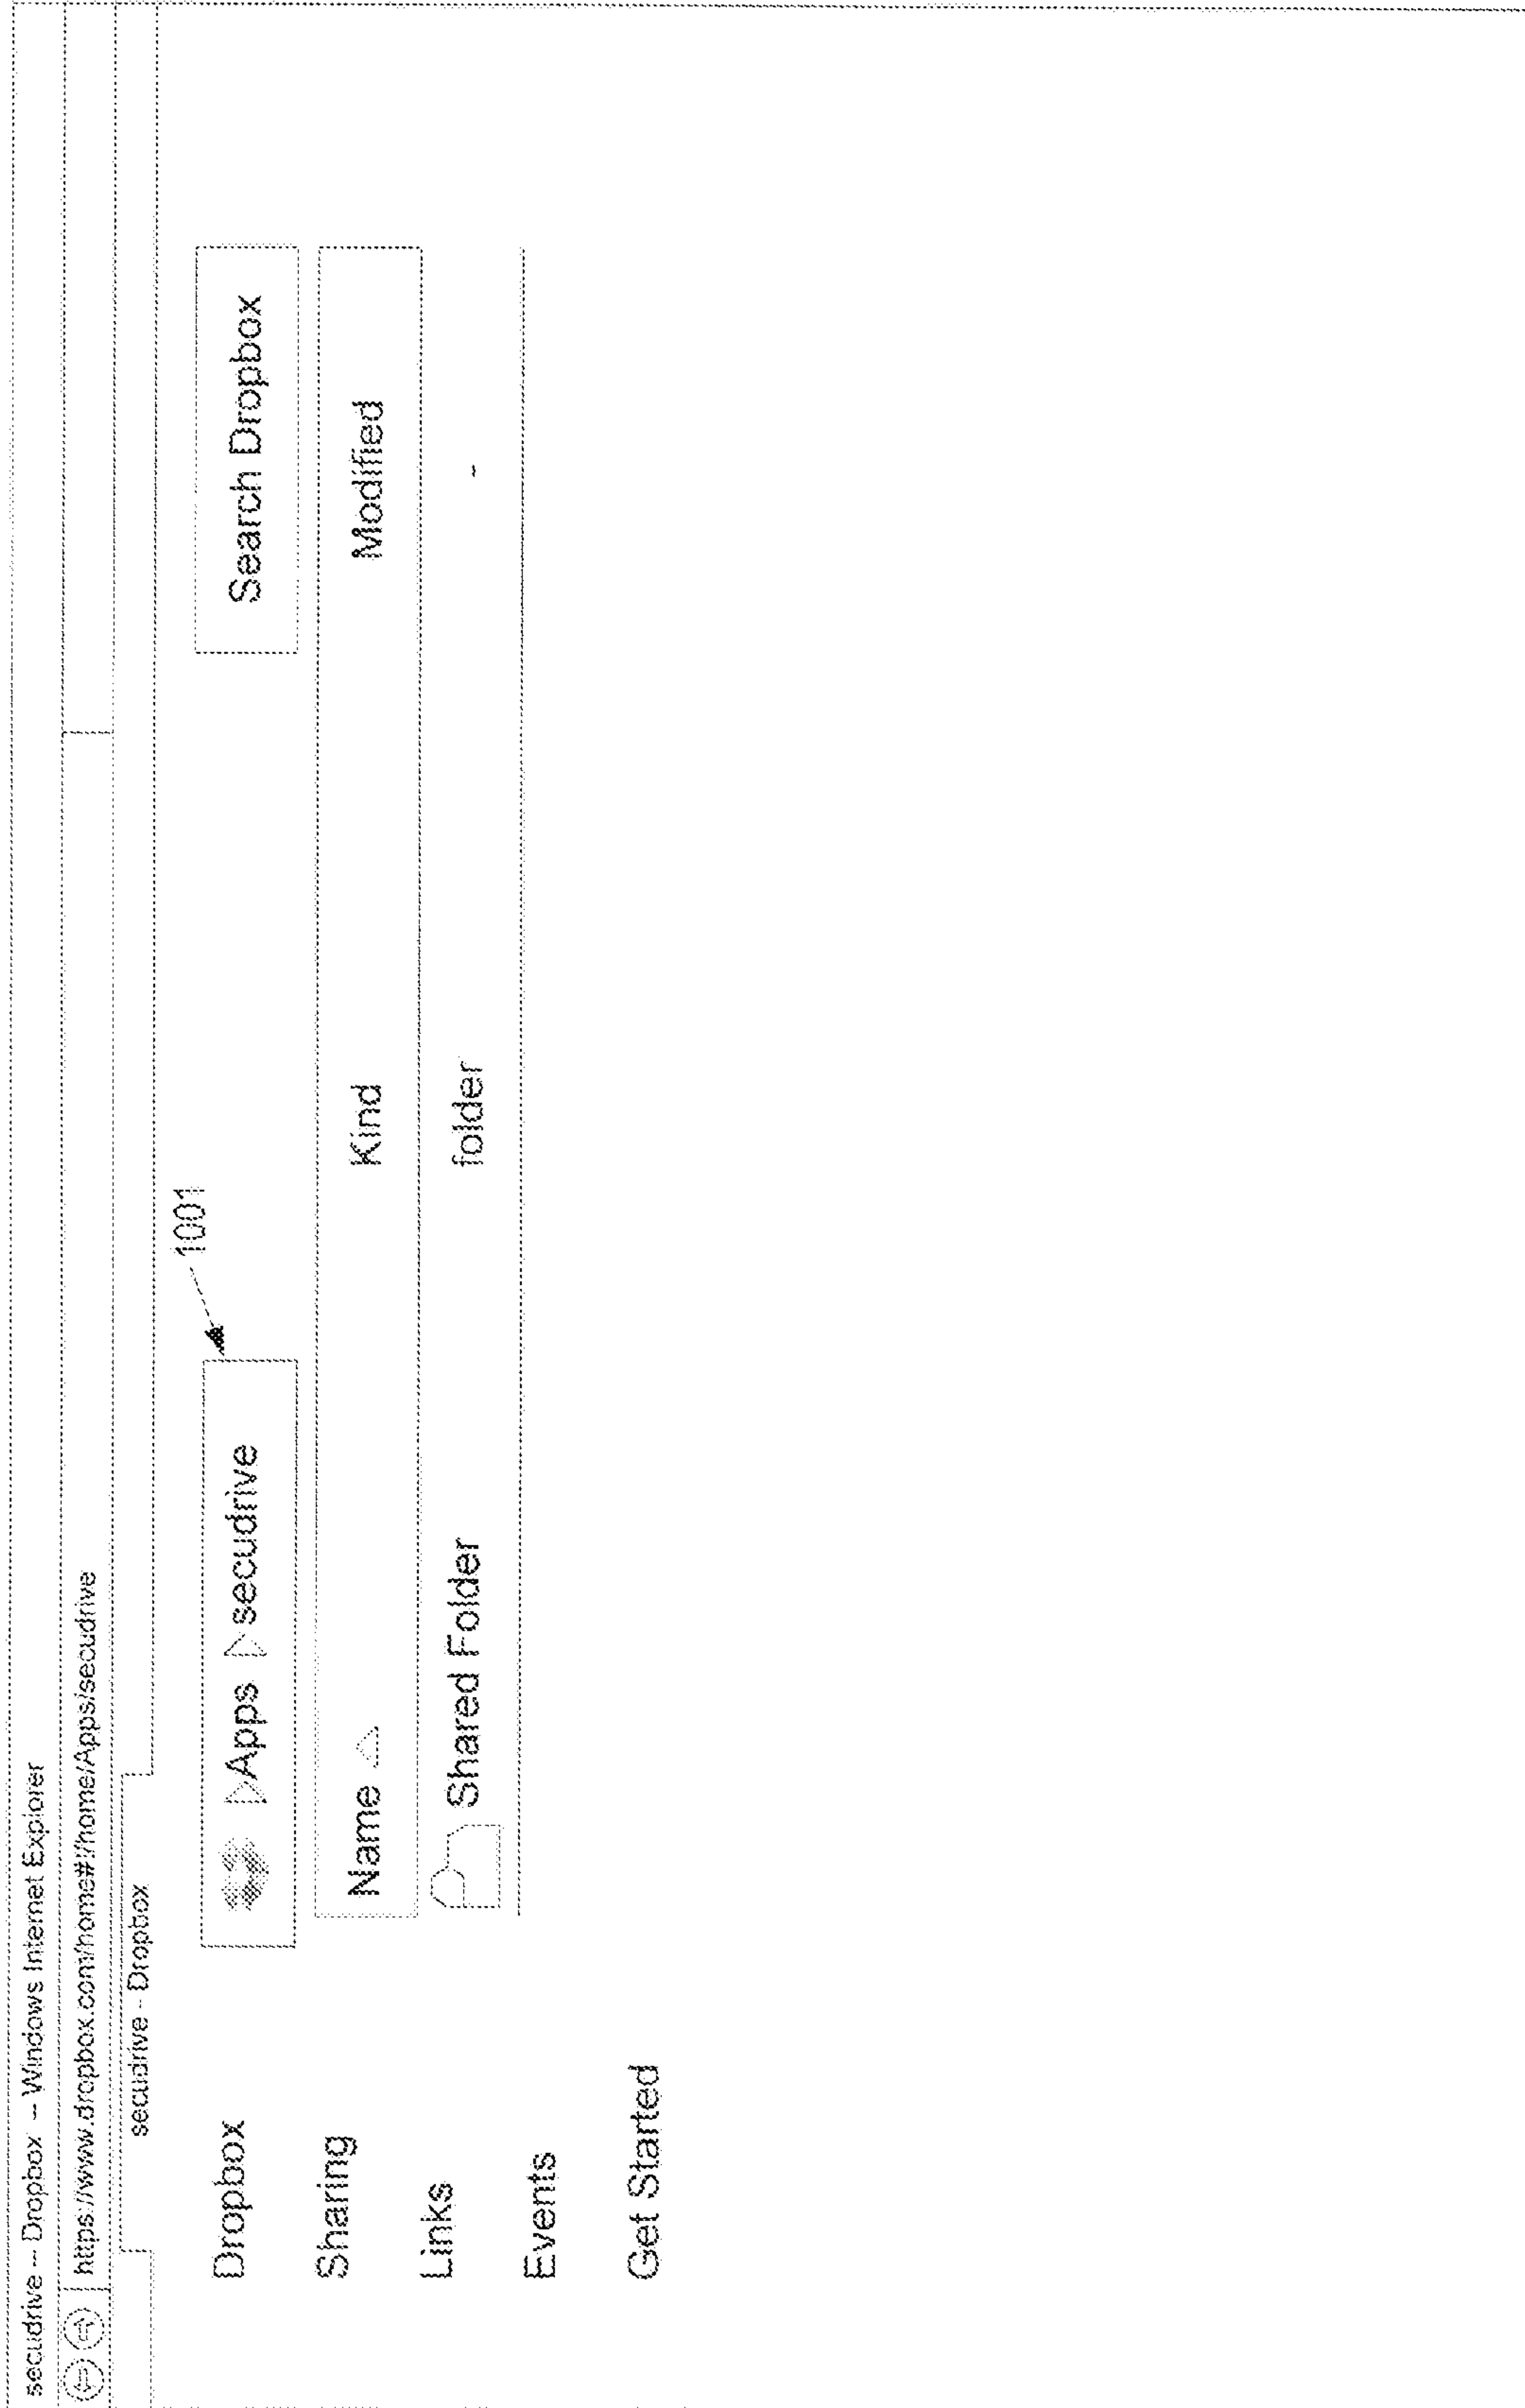 secudrive -- Dropbox -- Windows Internet Explorer
https://www.dropbox.com/home#!/home/Apps/secudrive
secudrive - Dropbox
1001
Dropbox
Apps secudrive
Search Dropbox
Sharing
Name Kind Modified
Links
Shared Folder folder -
Events
Get Started